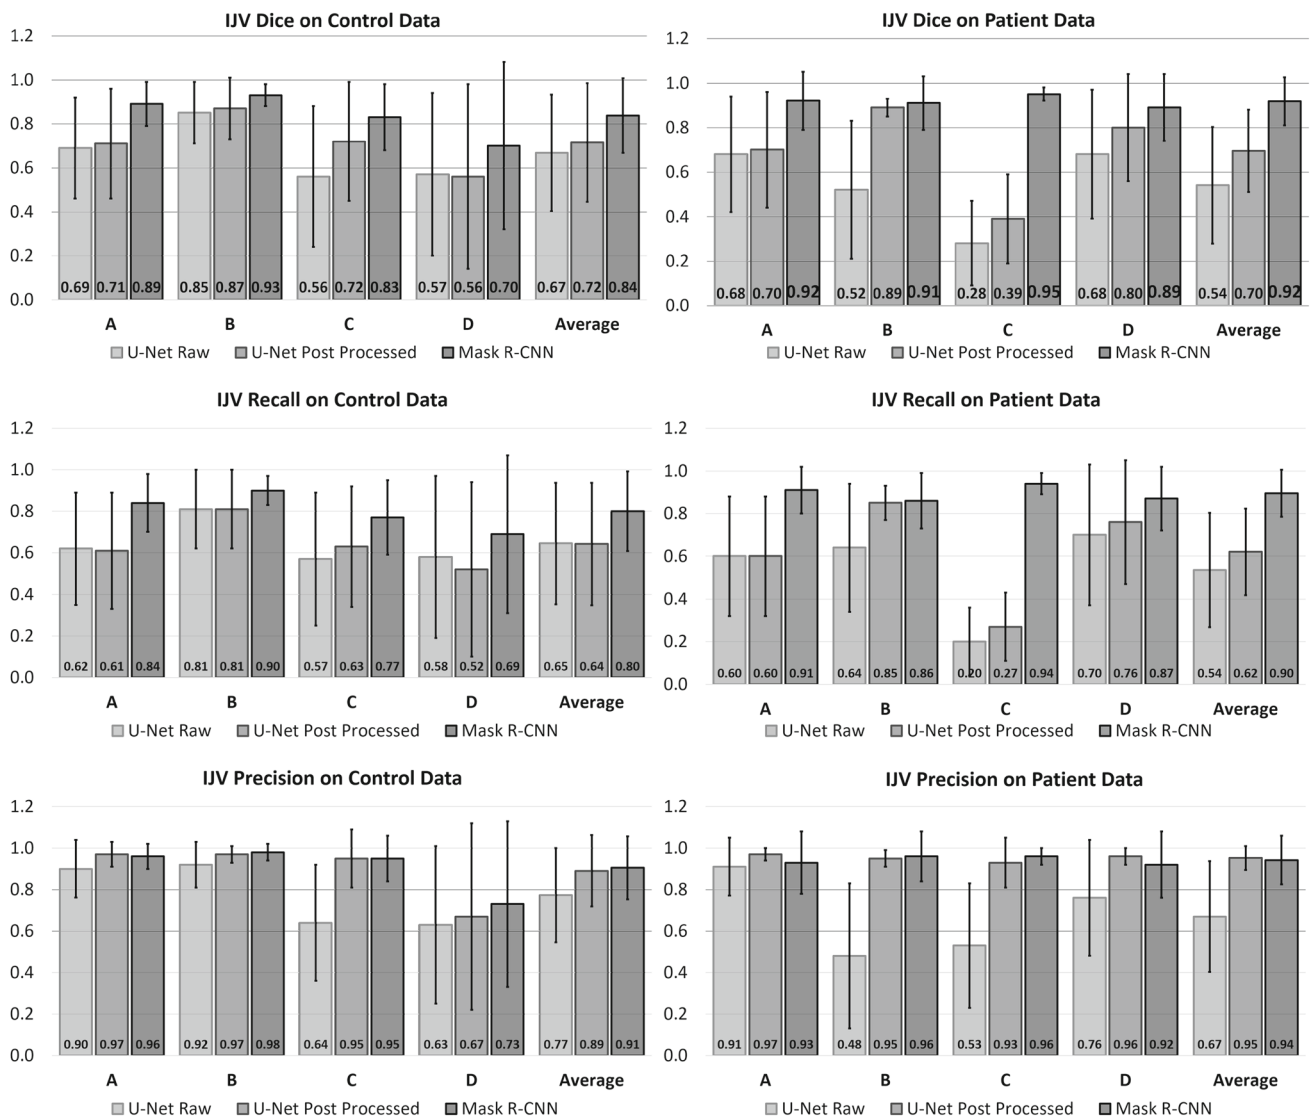 IJV Dice on Control Data
1.2
1.0
0.8
0.6
0.4
0.2
0.0
0.69 0.71 0.89 0.85 0.87 0.93 0.56 0.72 0.83 0.57 0.56 0.70 0.67 0.72 0.84
A B C D Average
U-Net Raw U-Net Post Processed Mask R-CNN
IJV Dice on Patient Data
1.2
1.0
0.8
0.6
0.4
0.2
0.0
0.68 0.70 0.92 0.52 0.89 0.91 0.28 0.39 0.95 0.68 0.80 0.89 0.54 0.70 0.92
A B C D Average
U-Net Raw U-Net Post Processed Mask R-CNN
IJV Recall on Control Data
1.2
1.0
0.8
0.6
0.4
0.2
0.0
0.62 0.61 0.84 0.81 0.81 0.90 0.57 0.63 0.77 0.58 0.52 0.69 0.65 0.64 0.80
A B C D Average
U-Net Raw U-Net Post Processed Mask R-CNN
IJV Recall on Patient Data
1.2
1.0
0.8
0.6
0.4
0.2
0.0
0.60 0.60 0.91 0.64 0.85 0.86 0.20 0.27 0.94 0.70 0.76 0.87 0.54 0.62 0.90
A B C D Average
U-Net Raw U-Net Post Processed Mask R-CNN
IJV Precision on Control Data
1.2
1.0
0.8
0.6
0.4
0.2
0.0
0.90 0.97 0.96 0.92 0.97 0.98 0.64 0.95 0.95 0.63 0.67 0.73 0.77 0.89 0.91
A B C D Average
U-Net Raw U-Net Post Processed Mask R-CNN
IJV Precision on Patient Data
1.2
1.0
0.8
0.6
0.4
0.2
0.0
0.91 0.97 0.93 0.48 0.95 0.96 0.53 0.93 0.96 0.76 0.96 0.92 0.67 0.95 0.94
A B C D Average
U-Net Raw U-Net Post Processed Mask R-CNN